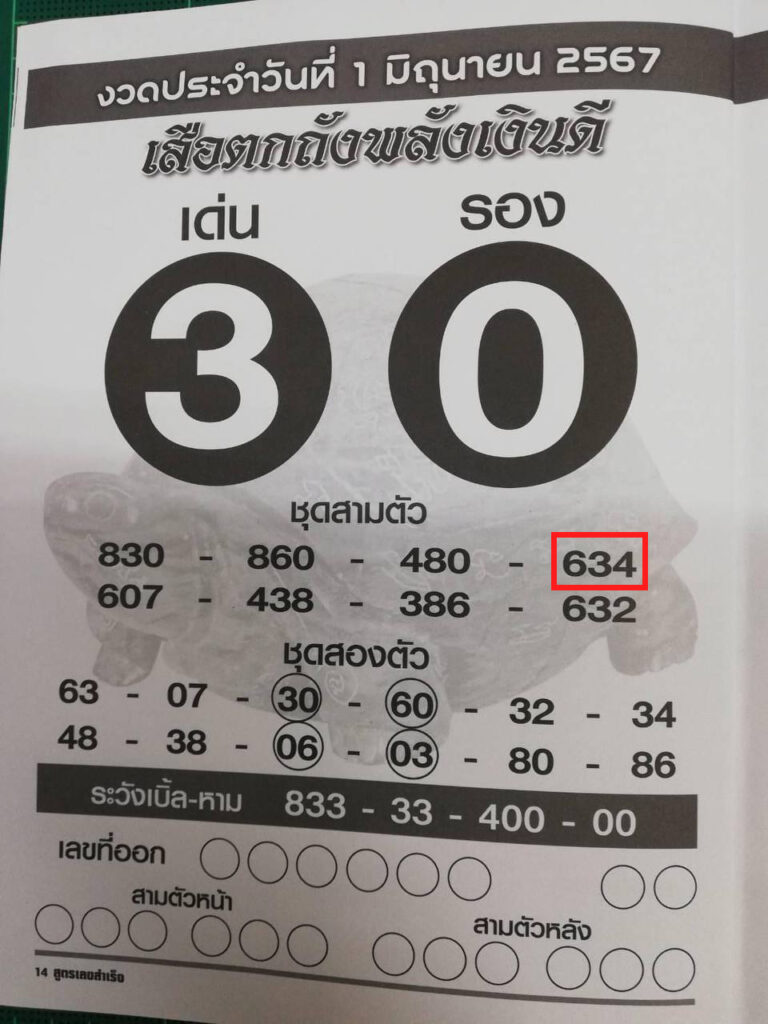 งวดประจำวันที่ 1 มิถุนายน 2567
เสือตกถังพลังเงินดี
เด่น รอง
3 0
ชุดสามตัว
830 - 860 - 480 - 634
607 - 438 - 386 - 632
ชุดสองตัว
63 - 07 - 30 - 60 - 32 - 34
48 - 38 - 06 - 03 - 80 - 86
ระวังเบิ้ล-หาม 833 - 33 - 400 - 00
เลขที่ออก
สามตัวหน้า สามตัวหลัง
14 สูตรเลขสำเร็จ